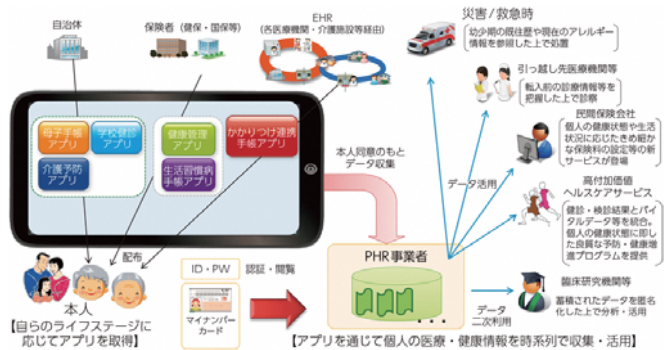 自治体
保険者（健保・国保等）
EHR
（各医療機関・介護施設等経由）
災害/救急時
幼少期の既往歴や現在のアレルギー
情報を参照した上で処置
引っ越し先医療機関等
転入前の診療情報等を
把握した上で診察
民間保険会社
個人の健康状態や生活
状況に応じたきめ細か
な保険料の設定等の新
サービスが登場
高付加価値
ヘルスケアサービス
健診・検診結果とバイ
タルデータ等を統合。
個人の健康状態に即し
た良質な予防・健康増
進プログラムを提供
臨床研究機関等
蓄積されたデータを匿名
化した上で分析・活用
母子手帳
アプリ
学校健診
アプリ
介護予防
アプリ
健康管理
アプリ
生活習慣病
手帳アプリ
かかりつけ連携
手帳アプリ
本人同意のもと
データ収集
データ活用
配布
本人
【自らのライフステージに
応じてアプリを取得】
ID・PW
認証・閲覧
マイナンバー
カード
PHR事業者
データ
二次利用
【アプリを通じて個人の医療・健康情報を時系列で収集・活用】